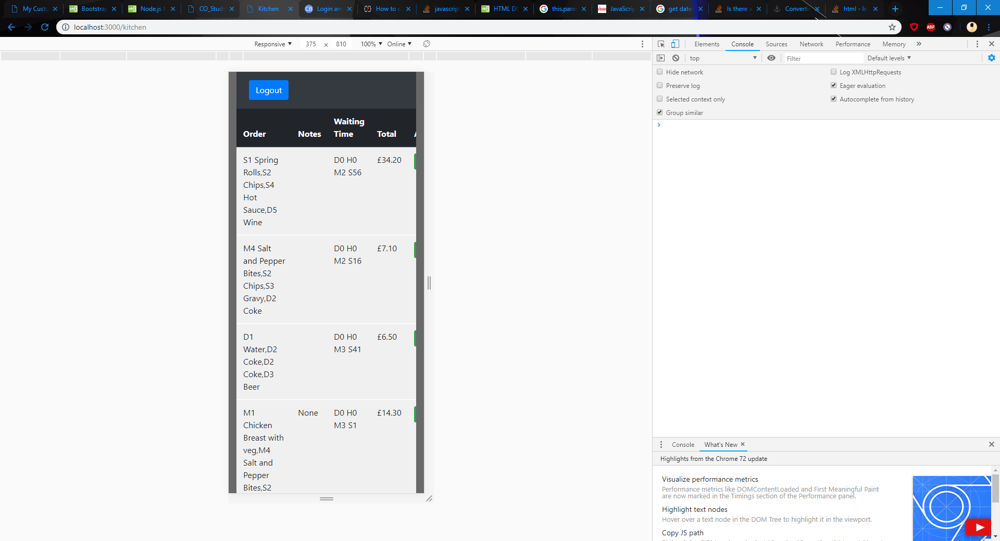 My Custo
Bootstrap
Node.js M
CO_Stude
Kitchen
Login and
How to c
javascript
HTML DO
this.pare
JavaScrip
get dates
Is there a
Convertin
html - Is
localhost:3000/kitchen
ABP
Responsive 375 x 810 100% Online
Elements Console Sources Network Performance Memory
top Filter Default levels
Hide network
Log XMLHttpRequests
Preserve log
Eager evaluation
Selected context only
Autocomplete from history
Group similar
Logout
Order Notes Waiting Time Total
S1 Spring
Rolls,S2
Chips,S4
Hot
Sauce,D5
Wine
D0 H0
M2 S56
£34.20
M4 Salt
and Pepper
Bites,S2
Chips,S3
Gravy,D2
Coke
D0 H0
M2 S16
£7.10
D1
Water,D2
Coke,D2
Coke,D3
Beer
D0 H0
M3 S41
£6.50
M1
Chicken
Breast with
veg,M4
Salt and
Pepper
Bites,S2
None
D0 H0
M3 S1
£14.30
Console What's New
Highlights from the Chrome 72 update
Visualize performance metrics
Performance metrics like DOMContentLoaded and First Meaningful Paint
are now marked in the Timings section of the Performance panel.
Highlight text nodes
Hover over a text node in the DOM Tree to highlight it in the viewport.
Copy JS path